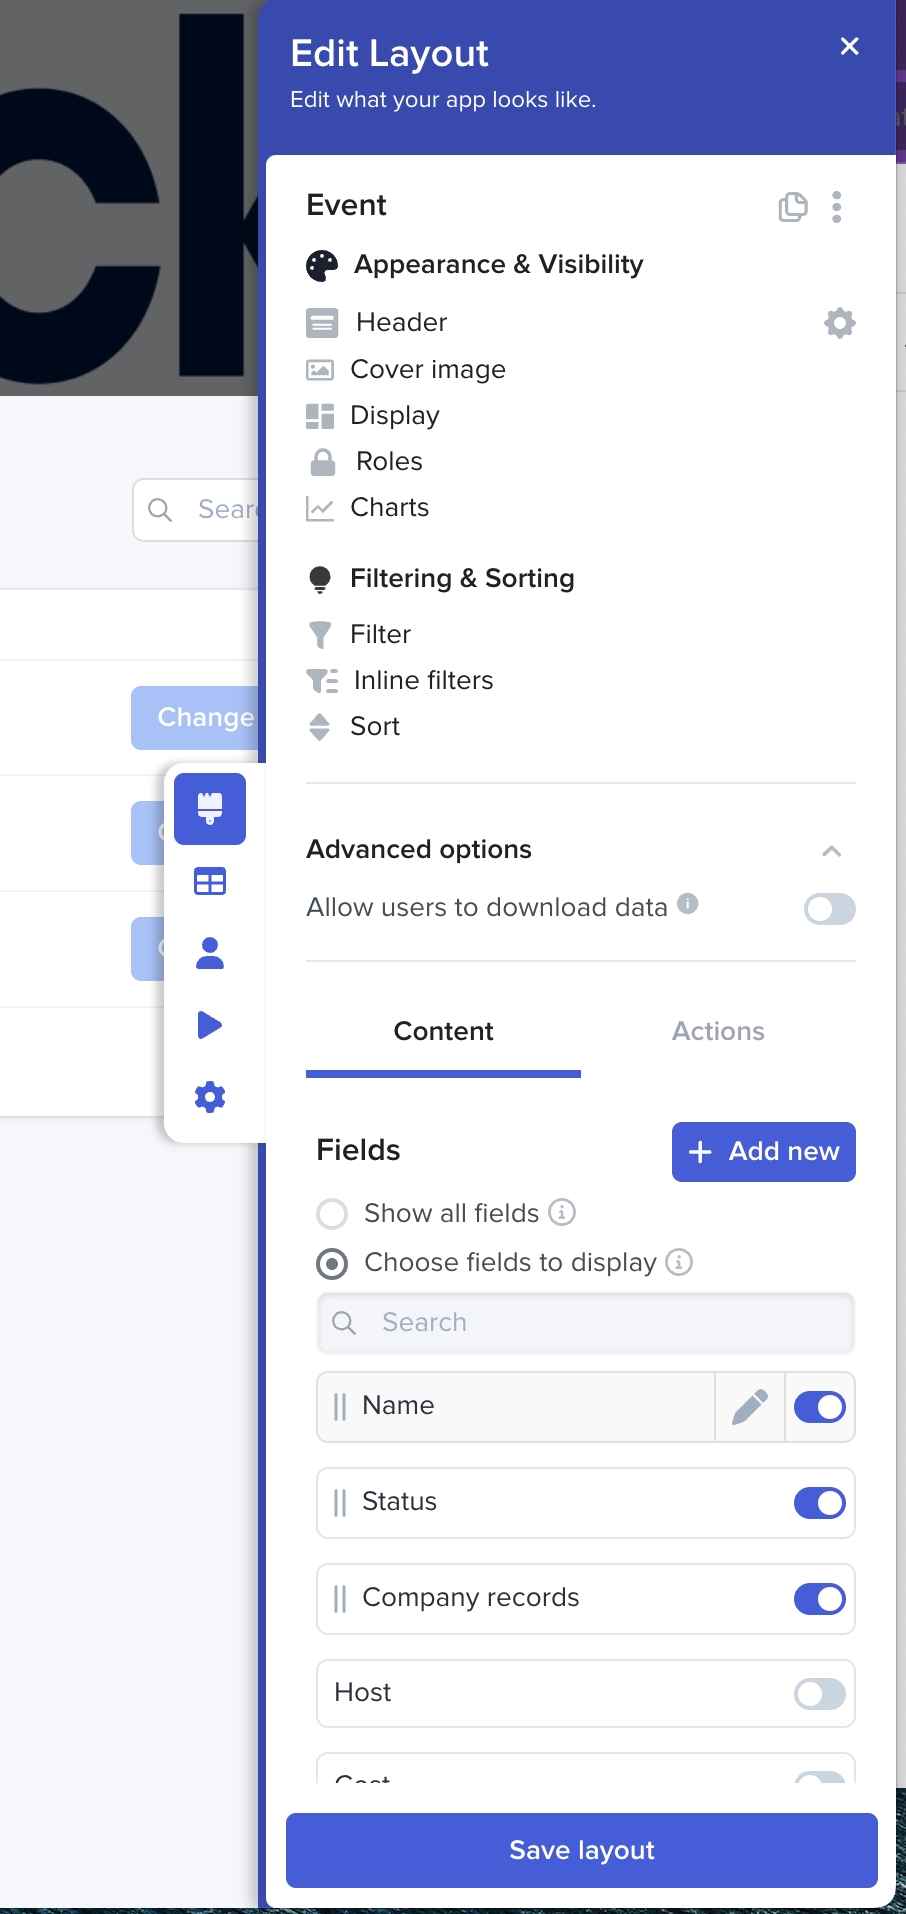 ck
Edit Layout
Edit what your app looks like.
Event
Appearance & Visibility
Header
Cover image
Display
Roles
Charts
Filtering & Sorting
Filter
Inline filters
Sort
Change
Advanced options
Allow users to download data
Content
Actions
Fields
+ Add new
Show all fields
Choose fields to display
Search
Name
Status
Company records
Host
Cost
Save layout